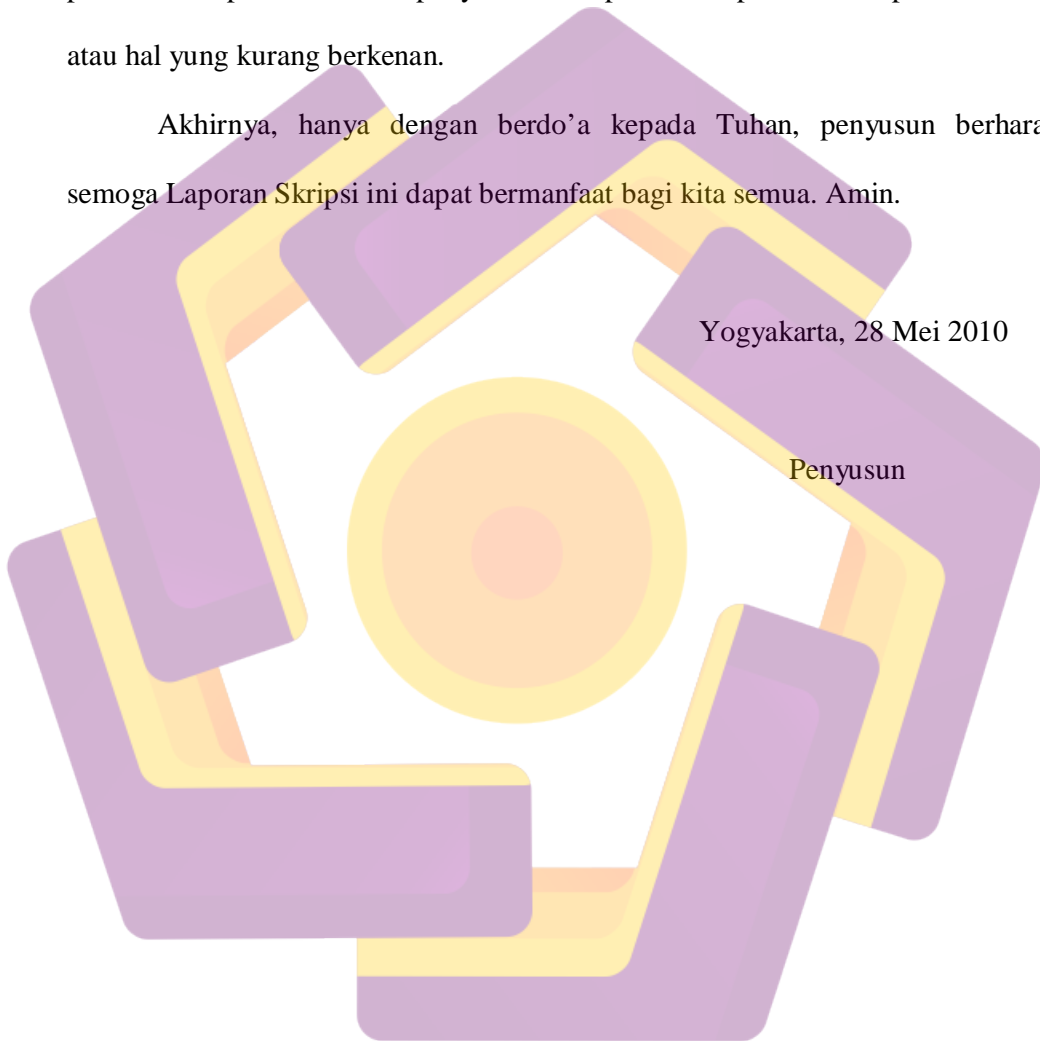 atau hal yung kurang berkenan.
Akhirnya, hanya dengan berdo’a kepada Tuhan, penyusun berhara
semoga Laporan Skripsi ini dapat bermanfaat bagi kita semua. Amin.
Yogyakarta, 28 Mei 2010
Penyusun